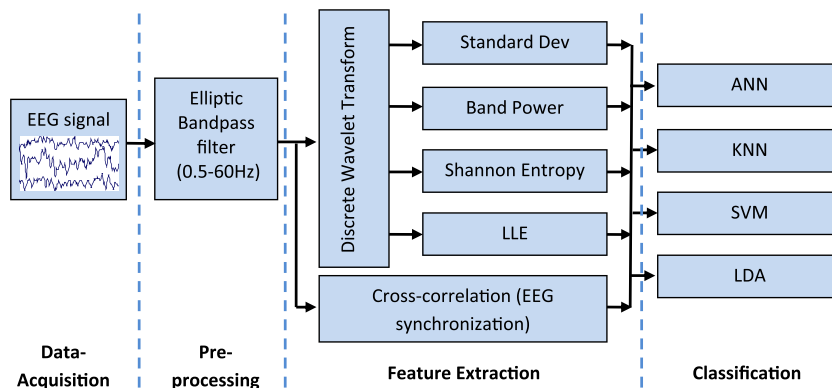 EEG signal
Elliptic
Bandpass
filter
(0.5-60Hz)
Discrete Wavelet Transform
Standard Dev
Band Power
Shannon Entropy
LLE
Cross-correlation (EEG
synchronization)
ANN
KNN
SVM
LDA
Data-
Acquisition
Pre-
processing
Feature Extraction
Classification